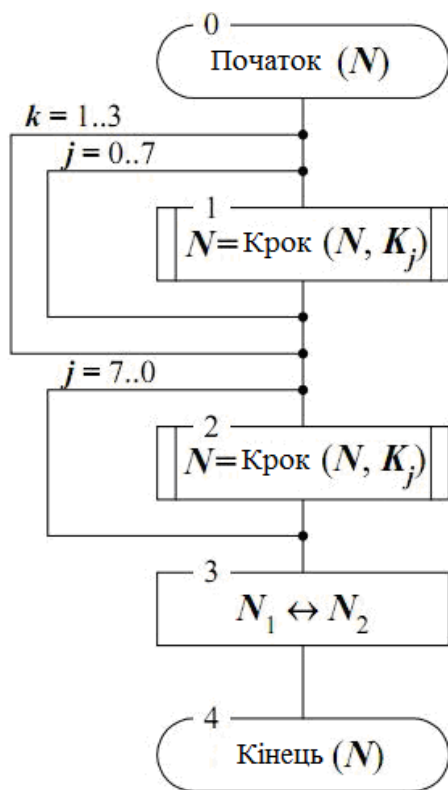 0
Початок (N)
k = 1..3
j = 0..7
1
N=Крок (N, Kⱼ)
j = 7..0
2
N=Крок (N, Kⱼ)
3
N₁ ↔ N₂
4
Кінець (N)